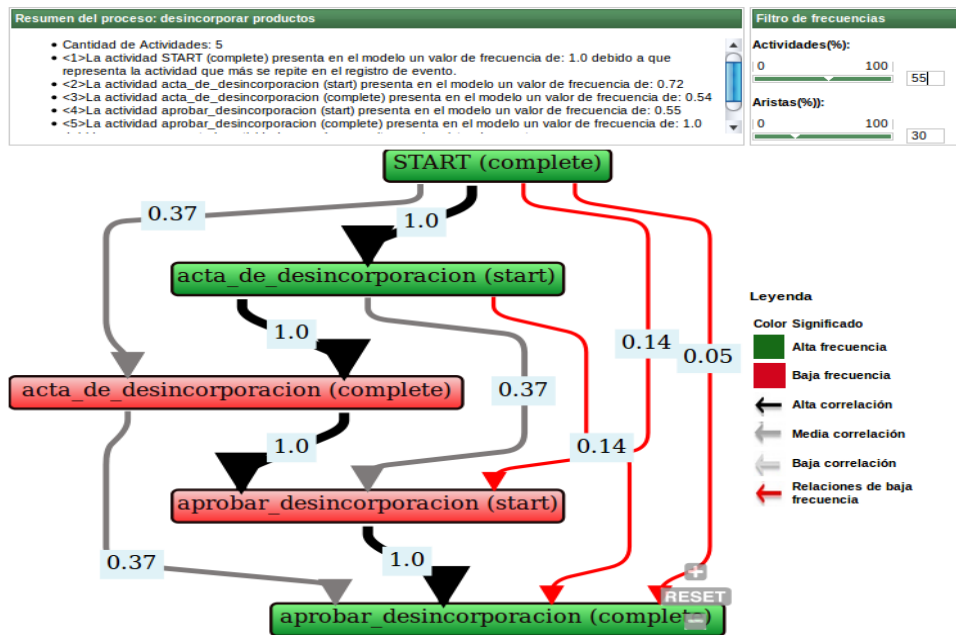 Resumen del proceso: desincorporar productos
• Cantidad de Actividades: 5
• <1>La actividad START (complete) presenta en el modelo un valor de frecuencia de: 1.0 debido a que
representa la actividad que más se repite en el registro de evento.
• <2>La actividad acta_de_desincorporacion (start) presenta en el modelo un valor de frecuencia de: 0.72
• <3>La actividad acta_de_desincorporacion (complete) presenta en el modelo un valor de frecuencia de: 0.54
• <4>La actividad aprobar_desincorporacion (start) presenta en el modelo un valor de frecuencia de: 0.55
• <5>La actividad aprobar_desincorporacion (complete) presenta en el modelo un valor de frecuencia de: 1.0
Filtro de frecuencias
Actividades(%):
0 100
55
Aristas(%)):
0 100
30
START (complete)
0.37
1.0
acta_de_desincorporacion (start)
1.0
0.14
0.05
acta_de_desincorporacion (complete)
0.37
1.0
0.14
aprobar_desincorporacion (start)
0.37
1.0
aprobar_desincorporacion (complete)
+
RESET
−
Leyenda
Color Significado
Alta frecuencia
Baja frecuencia
Alta correlación
Media correlación
Baja correlación
Relaciones de baja
frecuencia